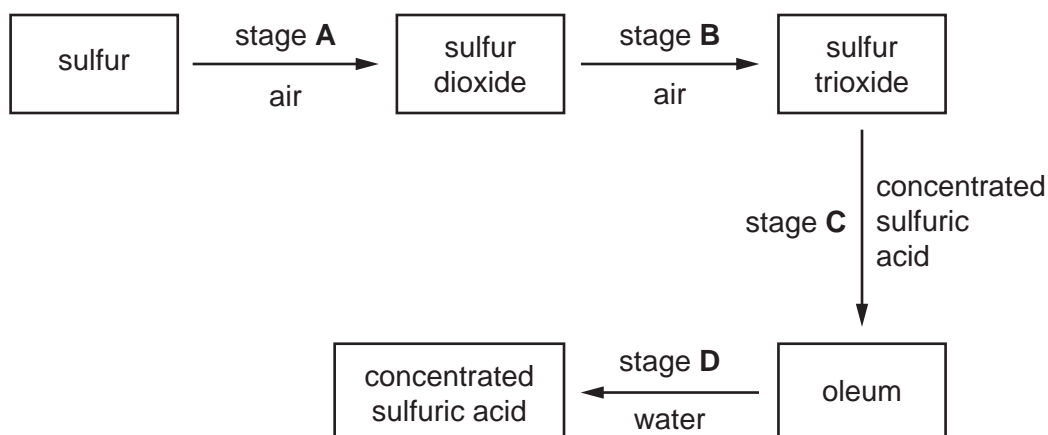 sulfur
stage A
air
sulfur
dioxide
stage B
air
sulfur
trioxide
stage C
concentrated
sulfuric
acid
oleum
stage D
water
concentrated
sulfuric acid